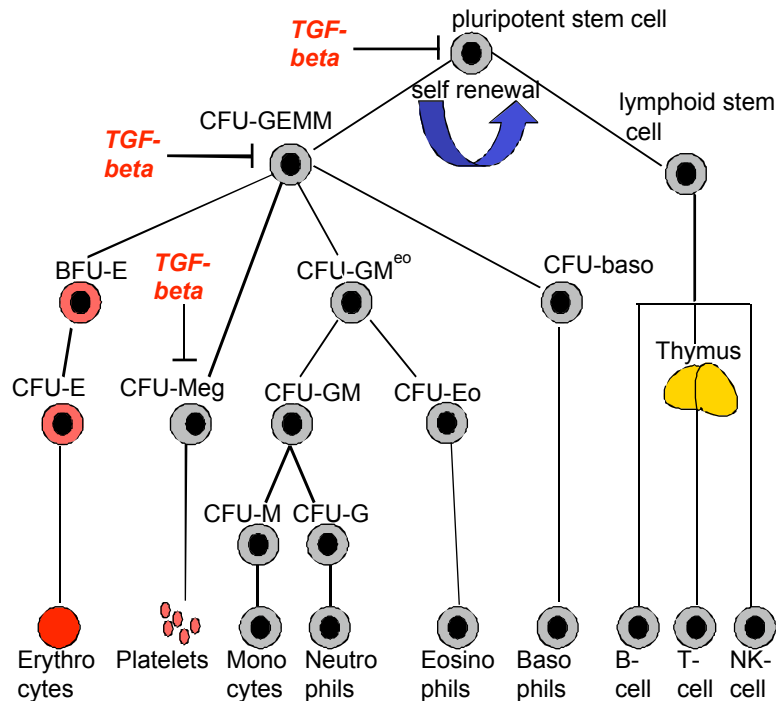 pluripotent stem cell
TGF-
beta
self renewal
lymphoid stem
cell
CFU-GEMM
TGF-
beta
BFU-E
TGF-
beta
CFU-GMeo
CFU-baso
Thymus
CFU-E
CFU-Meg
CFU-GM
CFU-Eo
CFU-M
CFU-G
Erythro
cytes
Platelets
Mono
cytes
Neutro
phils
Eosino
phils
Baso
phils
B-
cell
T-
cell
NK-
cell